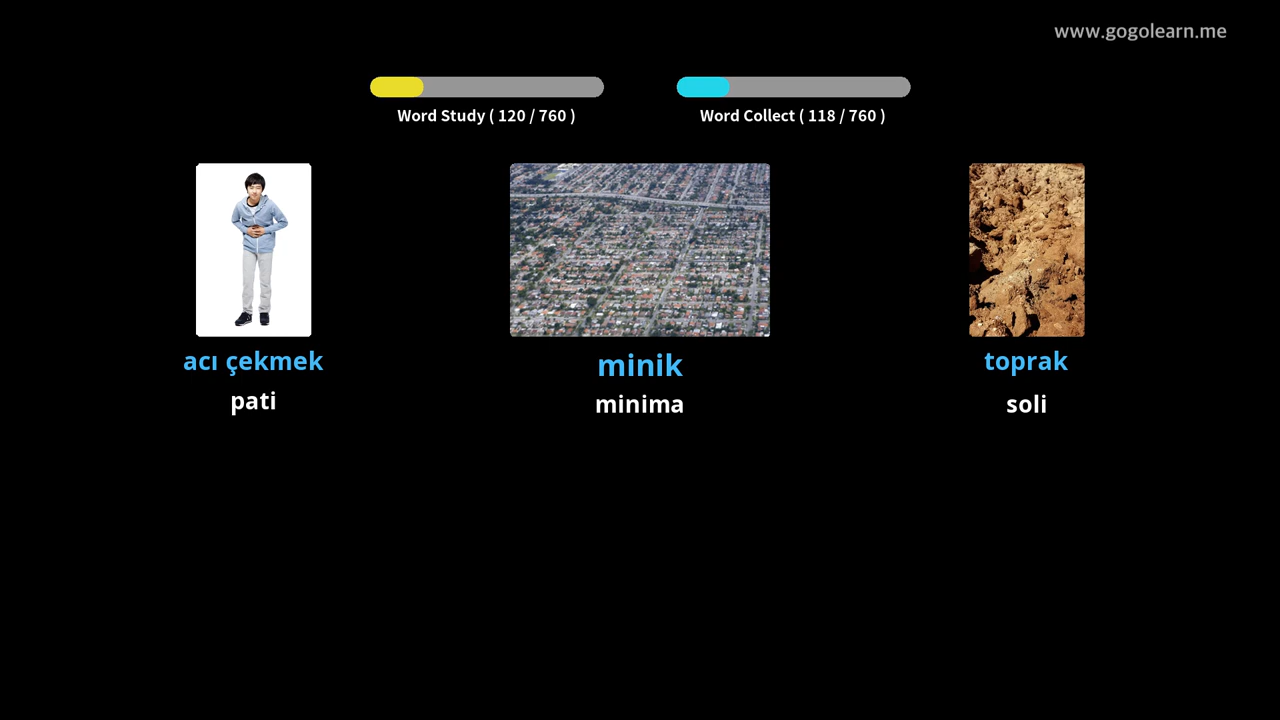 www.gogolearn.me
Word Study ( 120 / 760 )
Word Collect ( 118 / 760 )
acı çekmek
pati
minik
minima
toprak
soli